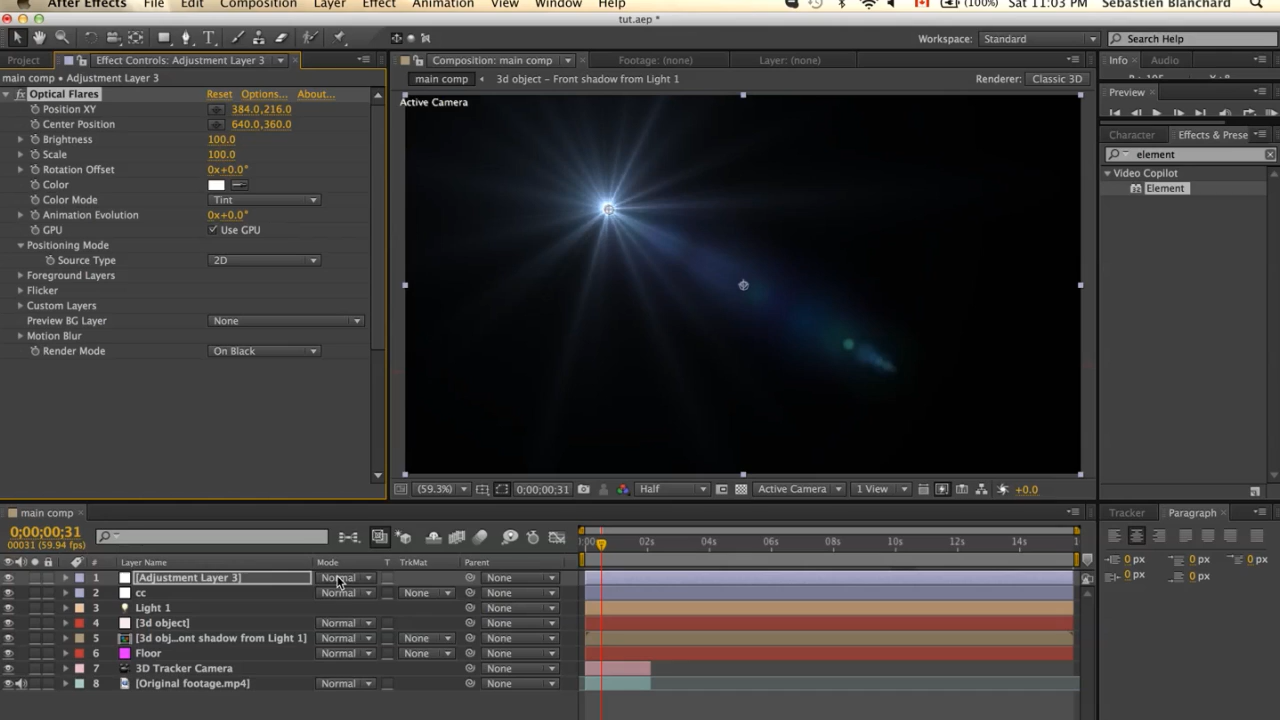 After Effects File Edit Composition Layer Effect Animation View Window Help (100%) Sat 11:03 PM Sébastien Blanchard
tut.aep *
T Workspace: Standard Search Help
Project Effect Controls: Adjustment Layer 3 Composition: main comp Footage: (none) Layer: (none) Info Audio
main comp • Adjustment Layer 3 main comp 3d object – Front shadow from Light 1 Renderer: Classic 3D
fx Optical Flares Reset Options... About... Active Camera Preview
Position XY 384.0,216.0
Center Position 640.0,360.0
Brightness 100.0 Character Effects & Prese
Scale 100.0 element
Rotation Offset 0x+0.0° Video Copilot
Color Element
Color Mode Tint
Animation Evolution 0x+0.0°
GPU Use GPU
Positioning Mode
Source Type 2D
Foreground Layers
Flicker
Custom Layers
Preview BG Layer None
Motion Blur
Render Mode On Black
(59.3%) 0;00;00;31 Half Active Camera 1 View +0.0
main comp Tracker Paragraph
0;00;00;31
00031 (59.94 fps) 02s 04s 06s 08s 10s 12s 14s
# Layer Name Mode T TrkMat Parent 0 px 0 px 0 px
1 [Adjustment Layer 3] Normal None 0 px 0 px
2 cc Normal None None
3 Light 1 None
4 [3d object] Normal None
5 [3d obj...ont shadow from Light 1] Normal None None
6 Floor Normal None None
7 3D Tracker Camera None
8 [Original footage.mp4] Normal None